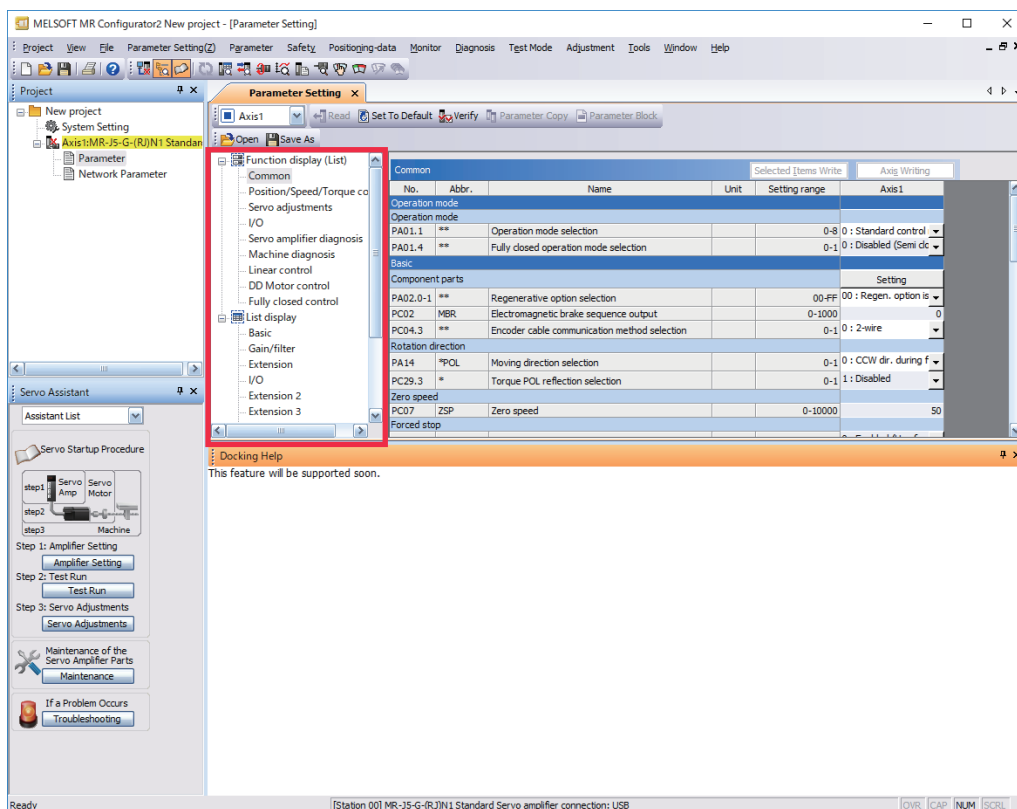 MELSOFT MR Configurator2 New project - [Parameter Setting]
Project View File Parameter Setting(Z) Parameter Safety Positioning-data Monitor Diagnosis Test Mode Adjustment Tools Window Help
Project
New project
System Setting
Axis1:MR-J5-G-(RJ)N1 Standar
Parameter
Network Parameter
Servo Assistant
Assistant List
Servo Startup Procedure
step1
Servo Amp
Servo Motor
step2
step3
Machine
Step 1: Amplifier Setting
Amplifier Setting
Step 2: Test Run
Test Run
Step 3: Servo Adjustments
Servo Adjustments
Maintenance of the
Servo Amplifier Parts
Maintenance
If a Problem Occurs
Troubleshooting
Parameter Setting
Axis1 Read Set To Default Verify Parameter Copy Parameter Block
Open Save As
Function display (List)
Common
Position/Speed/Torque co
Servo adjustments
I/O
Servo amplifier diagnosis
Machine diagnosis
Linear control
DD Motor control
Fully closed control
List display
Basic
Gain/filter
Extension
I/O
Extension 2
Extension 3
Common Selected Items Write Axis Writing
No. Abbr. Name Unit Setting range Axis1
Operation mode
Operation mode
PA01.1 ** Operation mode selection 0-8 0 : Standard control
PA01.4 ** Fully closed operation mode selection 0-1 0 : Disabled (Semi clc
Basic
Component parts Setting
PA02.0-1 ** Regenerative option selection 00-FF 00 : Regen. option is
PC02 MBR Electromagnetic brake sequence output 0-1000 0
PC04.3 ** Encoder cable communication method selection 0-1 0 : 2-wire
Rotation direction
PA14 *POL Moving direction selection 0-1 0 : CCW dir. during f
PC29.3 * Torque POL reflection selection 0-1 1 : Disabled
Zero speed
PC07 ZSP Zero speed 0-10000 50
Forced stop
Docking Help
This feature will be supported soon.
Ready [Station 00] MR-J5-G-(RJ)N1 Standard Servo amplifier connection: USB OVR CAP NUM SCRL